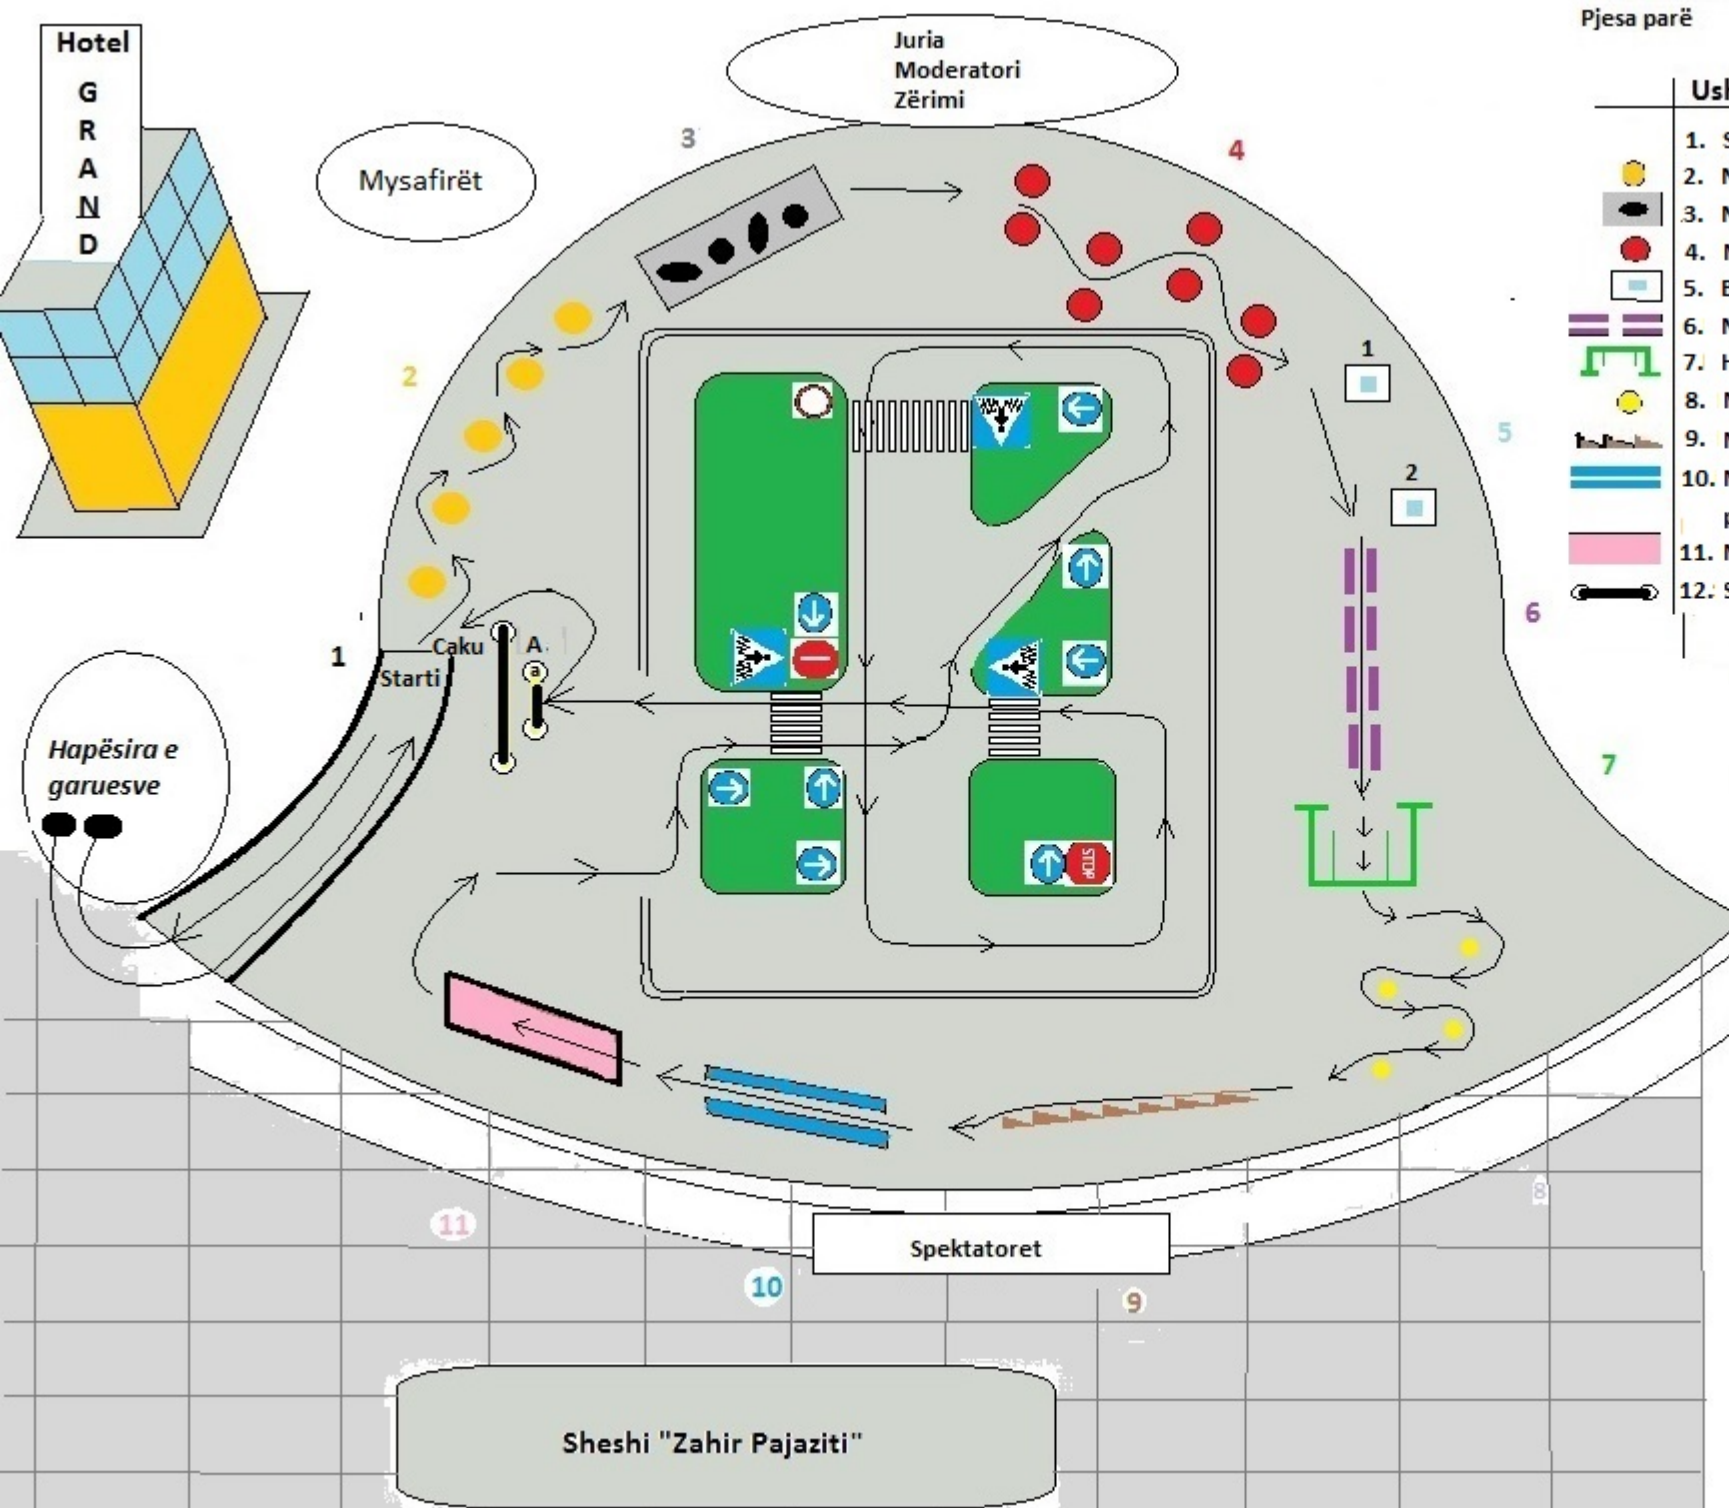 Hotel
G
R
A
N
D
Juria
Moderatori
Zërimi
Mysafirët
Pjesa parë
1.
2.
3.
4.
5.
6.
7.
8.
9.
10.
11.
12.
3
4
2
1
5
2
6
1
Caku
A
a
Starti
7
Hapësira e
garuesve
STOP
8
11
Spektatoret
10
9
Sheshi "Zahir Pajaziti"